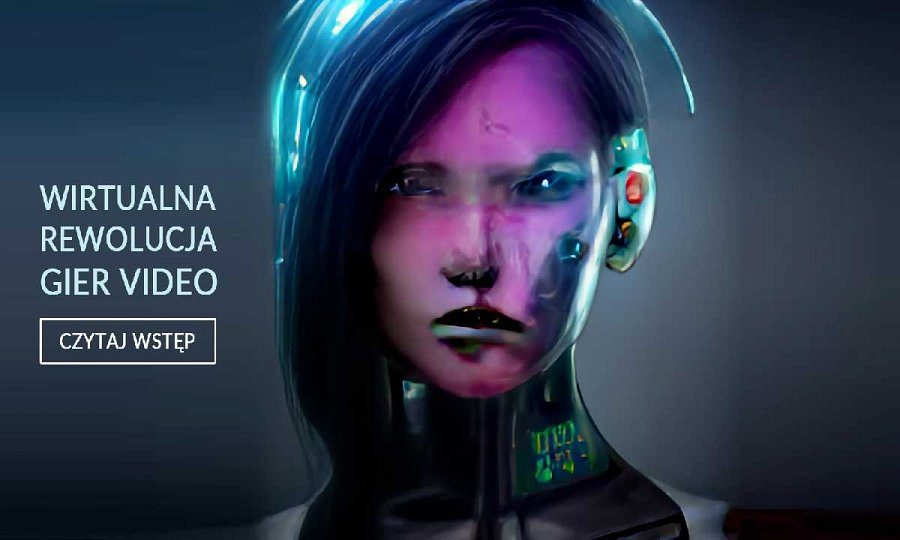 WIRTUALNA
REWOLUCJA
GIER VIDEO
CZYTAJ WSTĘP